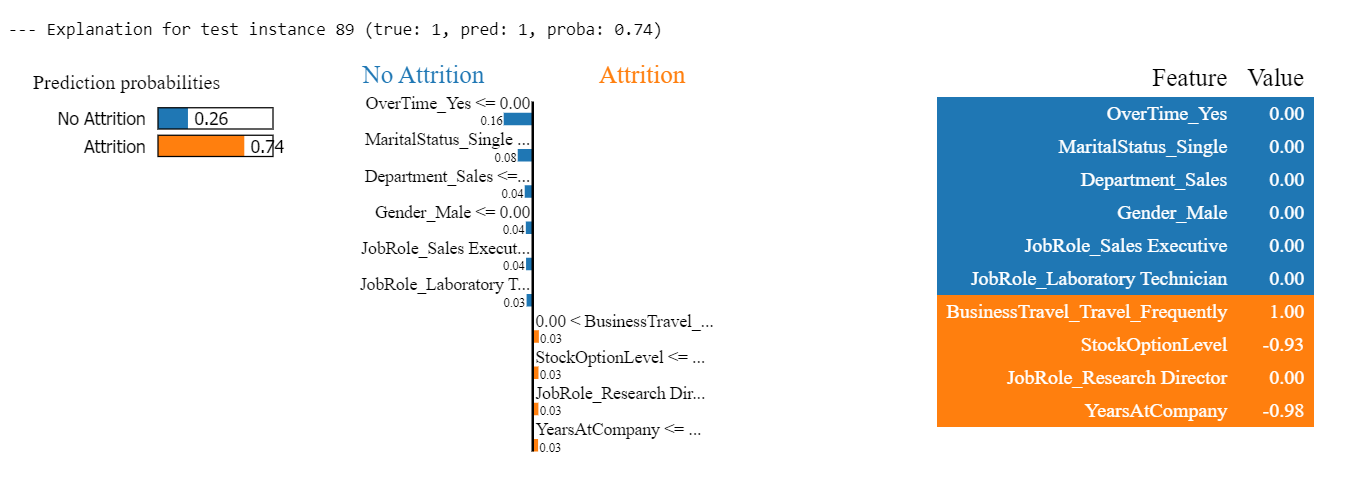 --- Explanation for test instance 89 (true: 1, pred: 1, proba: 0.74)
Prediction probabilities
No Attrition 0.26
Attrition 0.74
No Attrition Attrition
OverTime_Yes <= 0.00
0.16
MaritalStatus_Single ...
0.08
Department_Sales <=...
0.04
Gender_Male <= 0.00
0.04
JobRole_Sales Execut...
0.04
JobRole_Laboratory T...
0.03
0.00 < BusinessTravel_...
0.03
StockOptionLevel <= ...
0.03
JobRole_Research Dir...
0.03
YearsAtCompany <= ...
0.03
Feature Value
OverTime_Yes 0.00
MaritalStatus_Single 0.00
Department_Sales 0.00
Gender_Male 0.00
JobRole_Sales Executive 0.00
JobRole_Laboratory Technician 0.00
BusinessTravel_Travel_Frequently 1.00
StockOptionLevel -0.93
JobRole_Research Director 0.00
YearsAtCompany -0.98